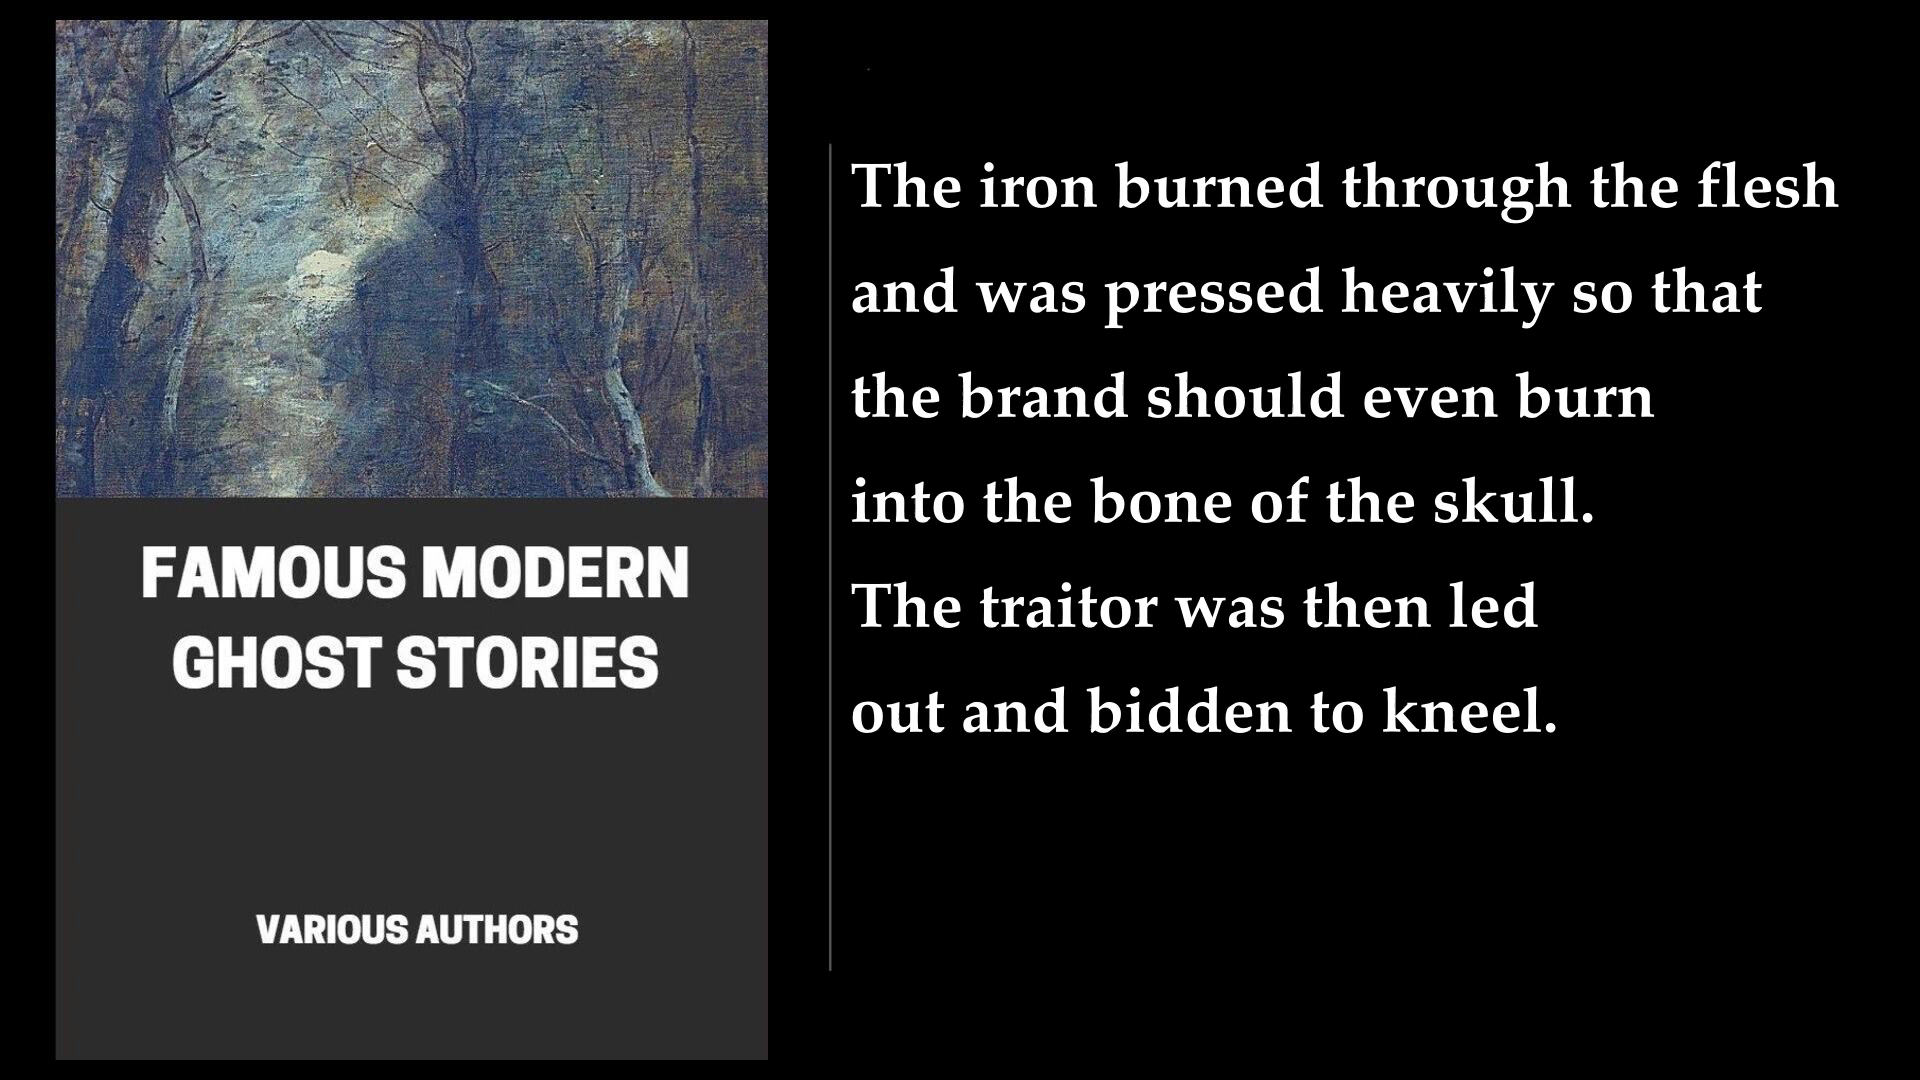 FAMOUS MODERN
GHOST STORIES
VARIOUS AUTHORS
The iron burned through the flesh
and was pressed heavily so that
the brand should even burn
into the bone of the skull.
The traitor was then led
out and bidden to kneel.